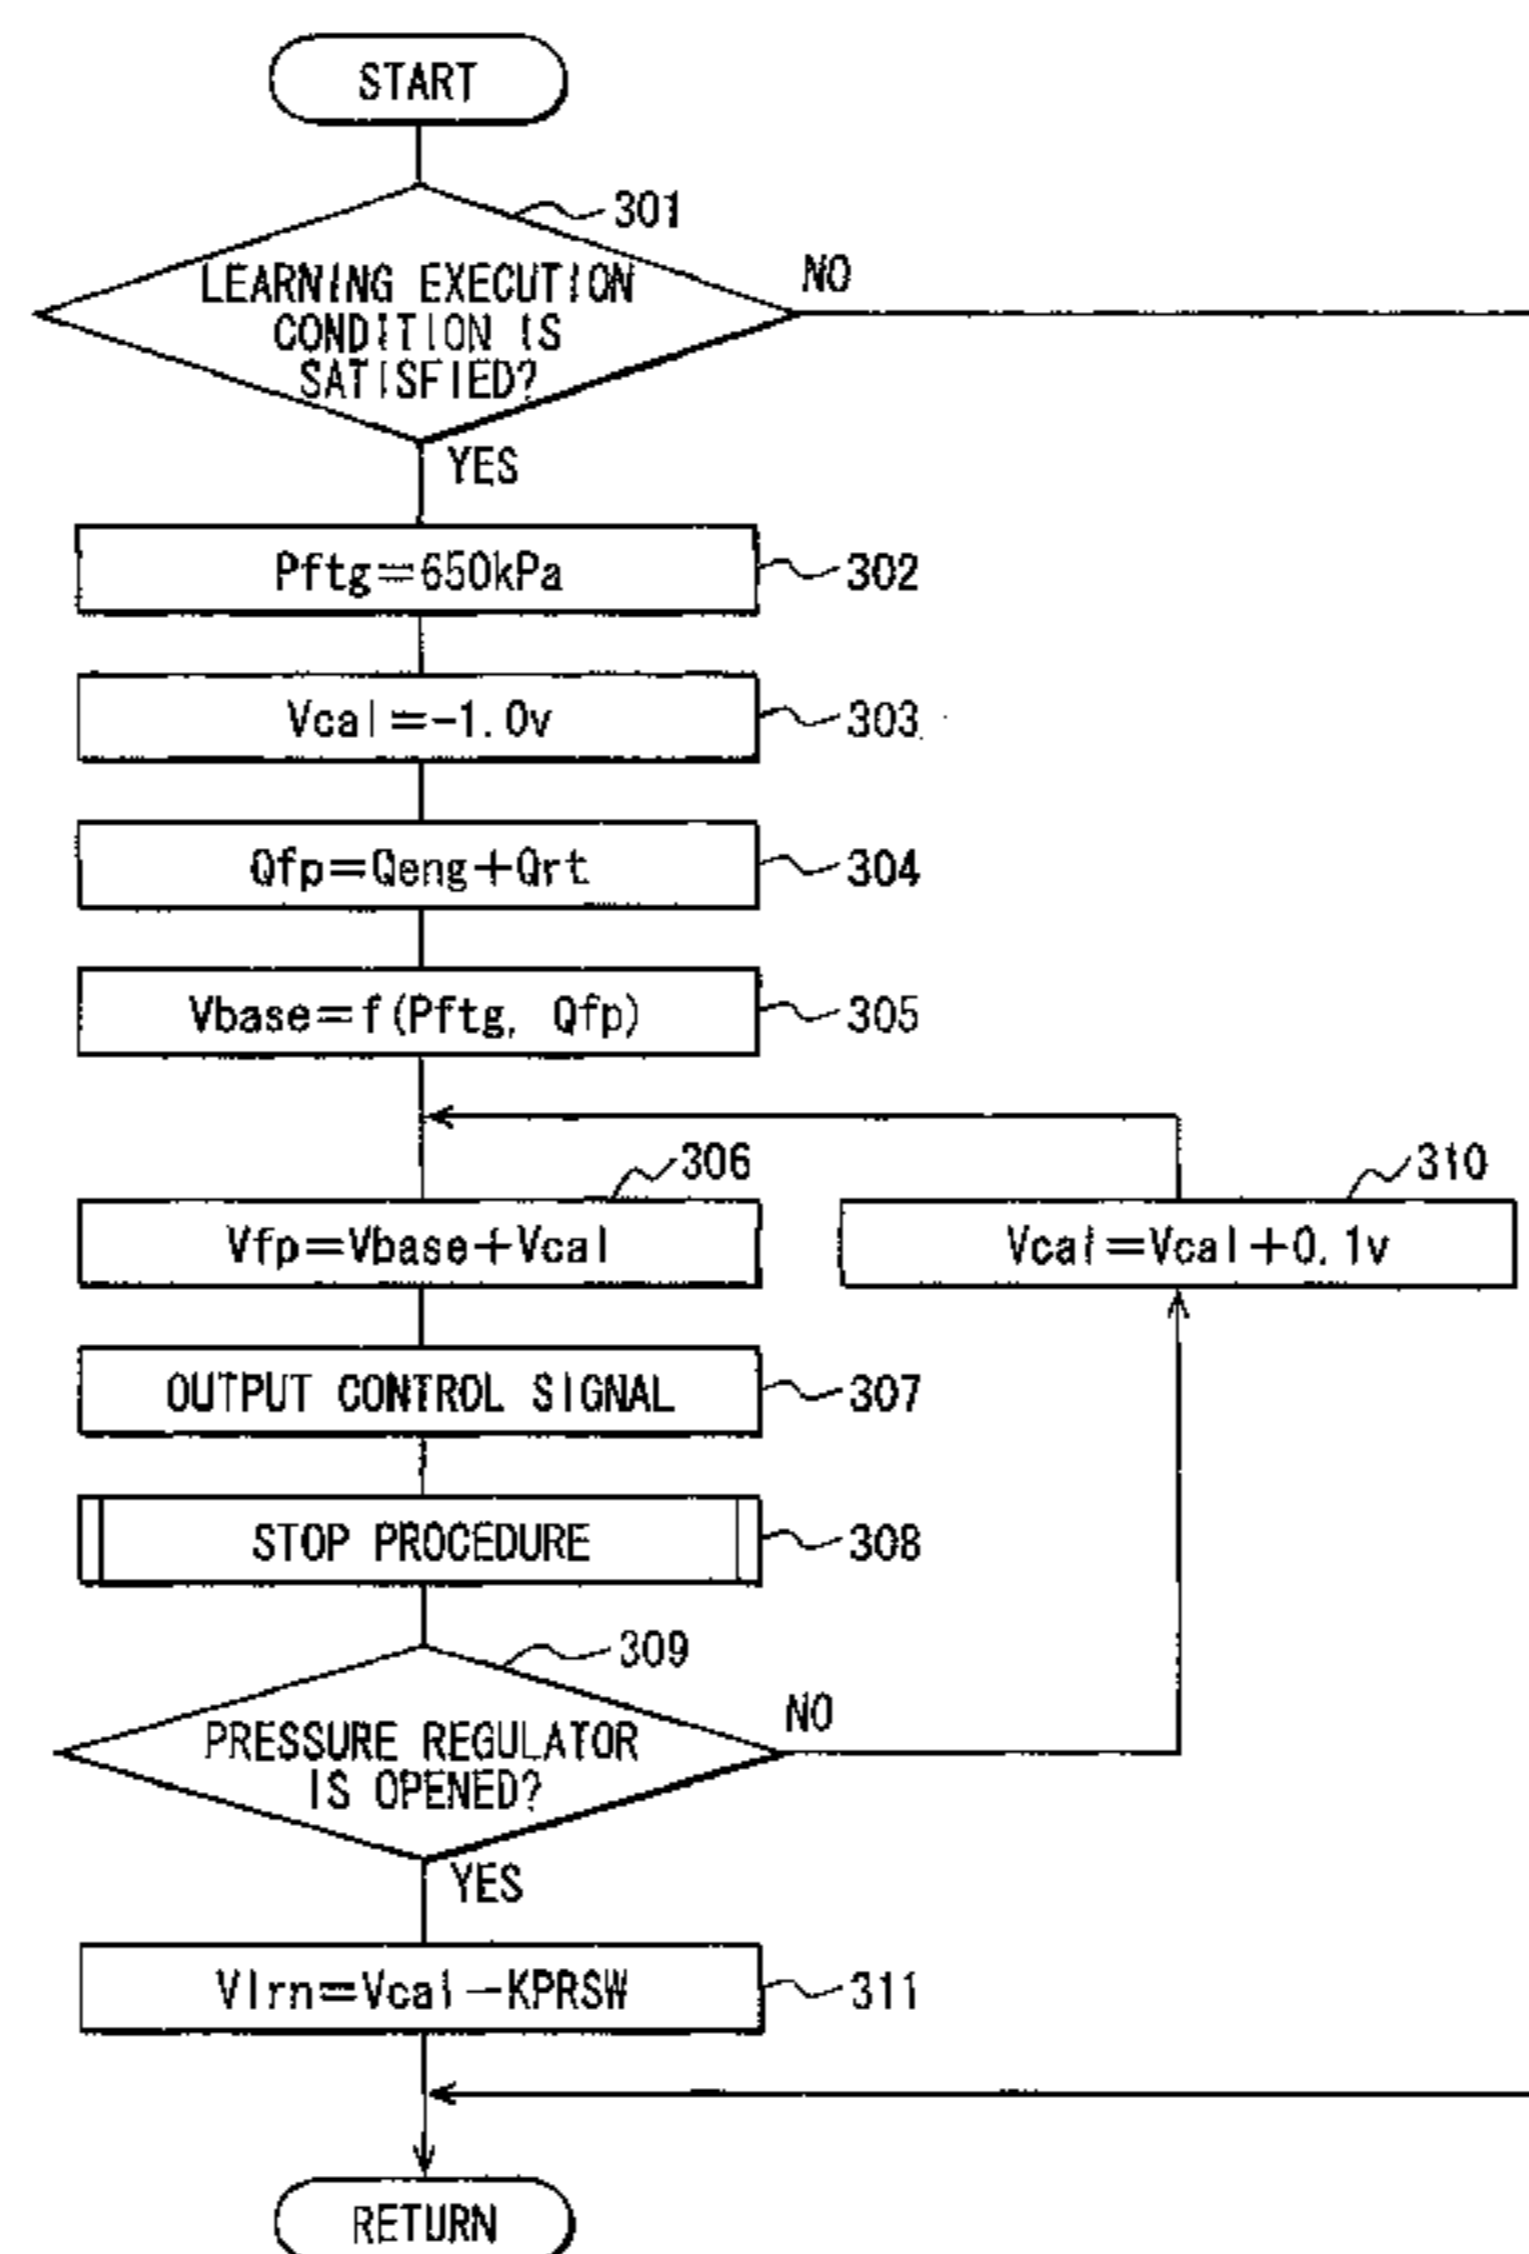 START
301
LEARNING EXECUTION
CONDITION IS
SATISFIED?
NO
YES
Pftg=650kPa
302
Vcal=-1.0v
303
Qfp=Qeng+Qrt
304
Vbase=f(Pftg, Qfp)
305
306
Vfp=Vbase+Vcal
310
Vcal=Vcal+0.1v
OUTPUT CONTROL SIGNAL
307
STOP PROCEDURE
308
309
PRESSURE REGULATOR
IS OPENED?
NO
YES
Vlrn=Vcal-KPRSW
311
RETURN